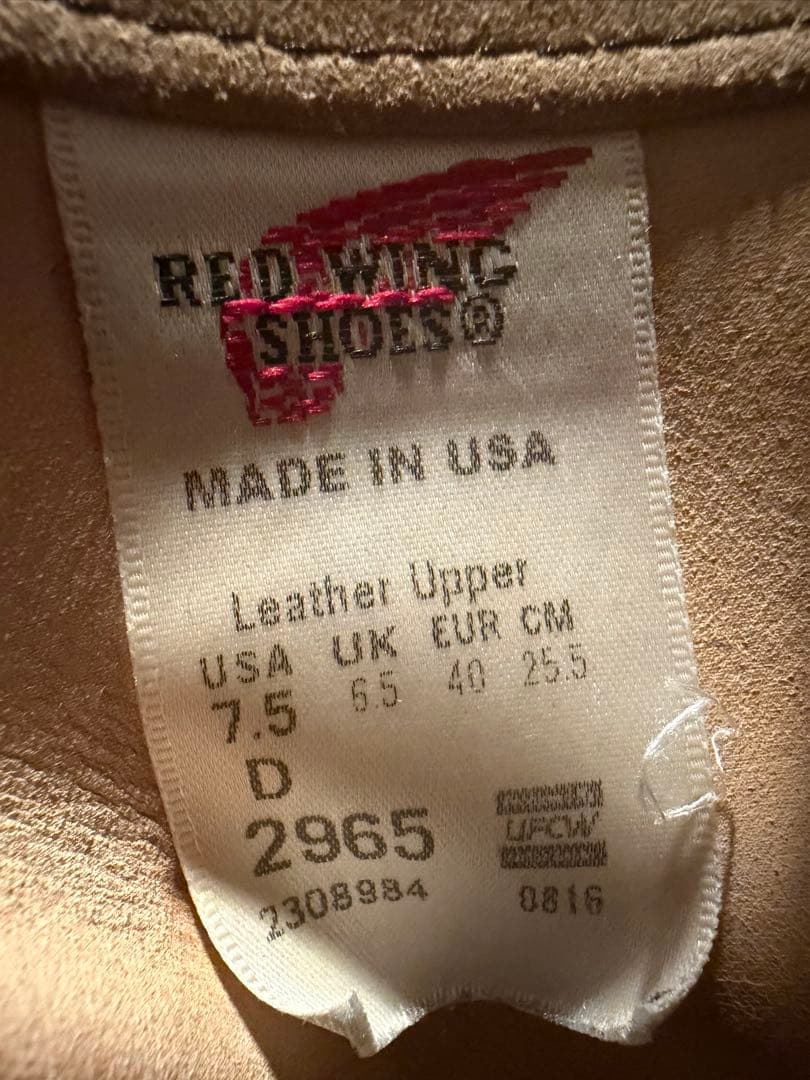 RED WING
SHOES®
MADE IN USA
Leather Upper
USA UK EUR CM
7.5 6.5 40 25.5
D
2965
UFCW
2308984 0816